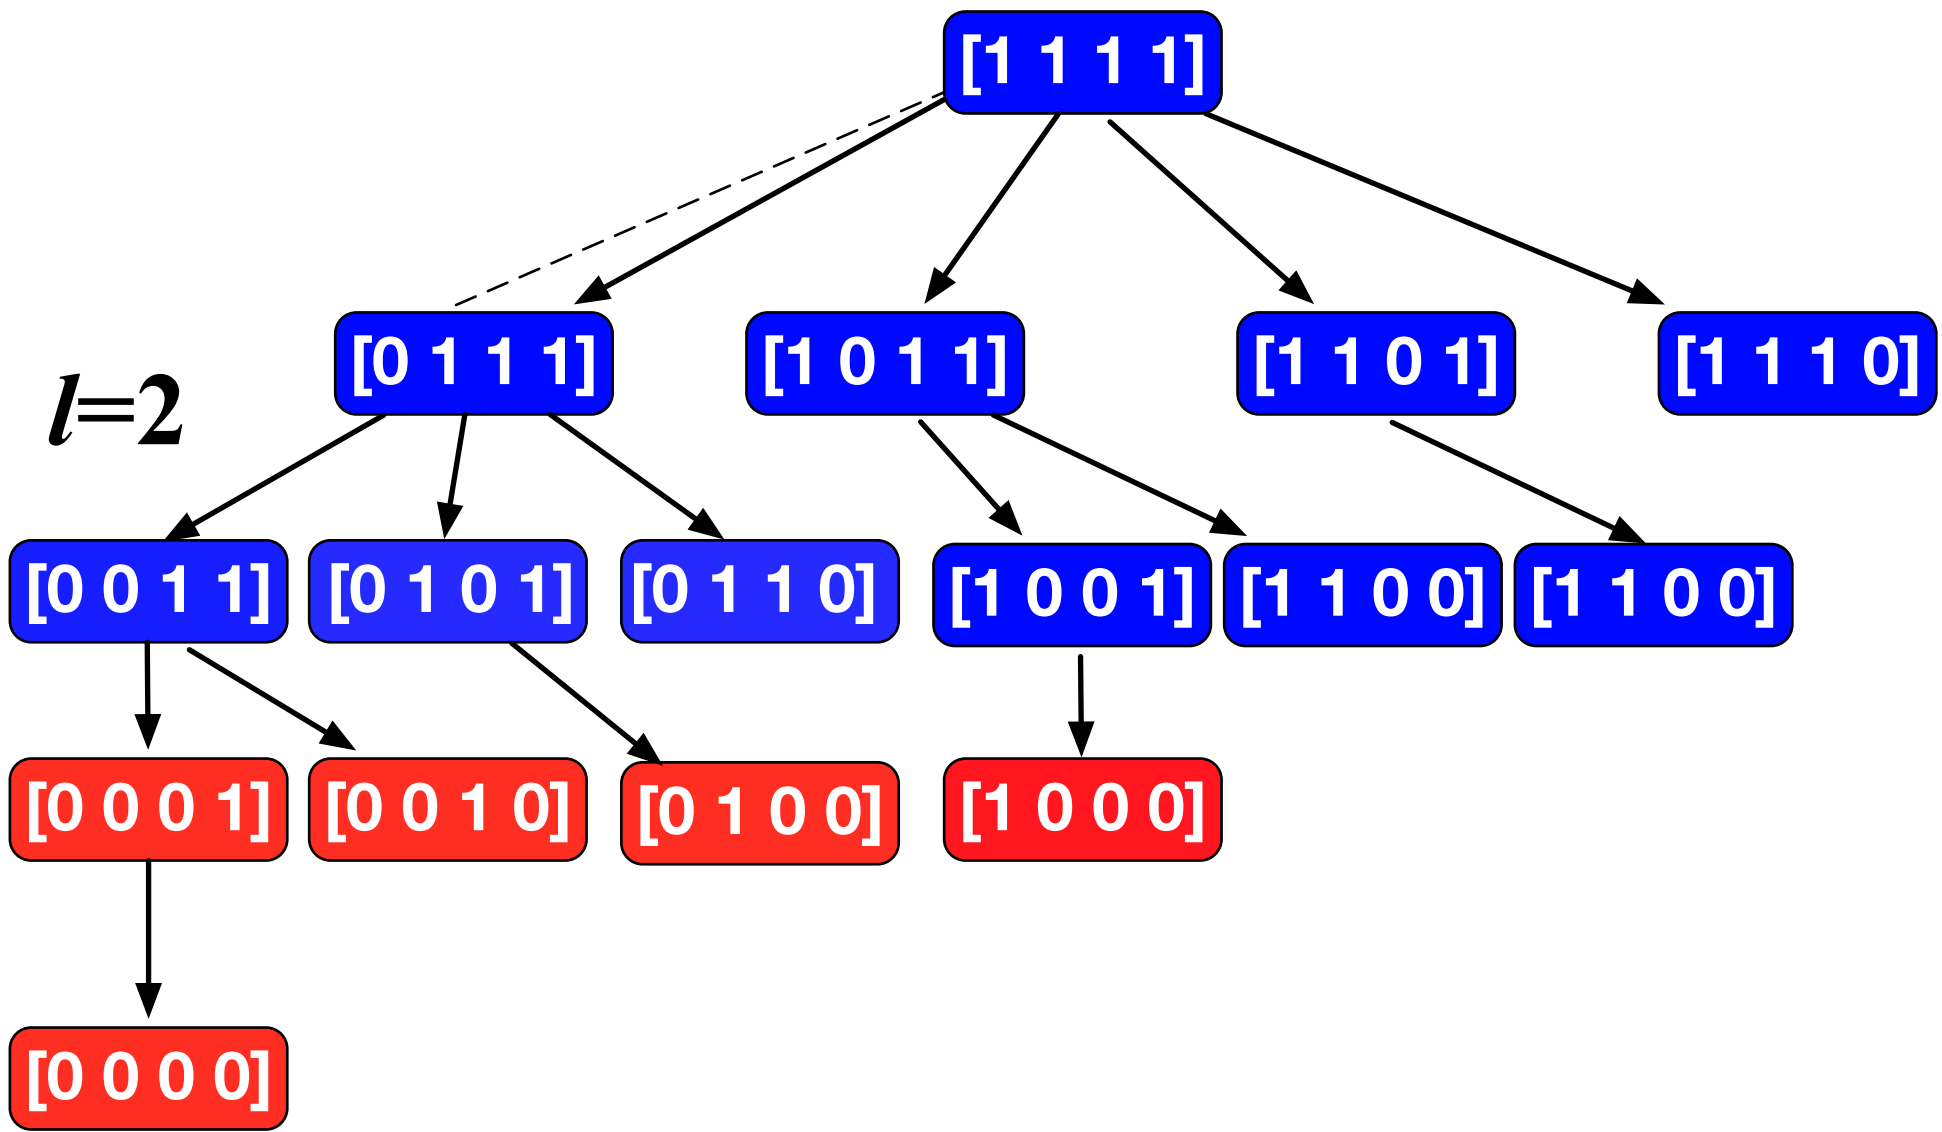 [1 1 1 1]
[0 1 1 1] [1 0 1 1] [1 1 0 1] [1 1 1 0]
l=2
[0 0 1 1] [0 1 0 1] [0 1 1 0] [1 0 0 1] [1 1 0 0] [1 1 0 0]
[0 0 0 1] [0 0 1 0] [0 1 0 0] [1 0 0 0]
[0 0 0 0]